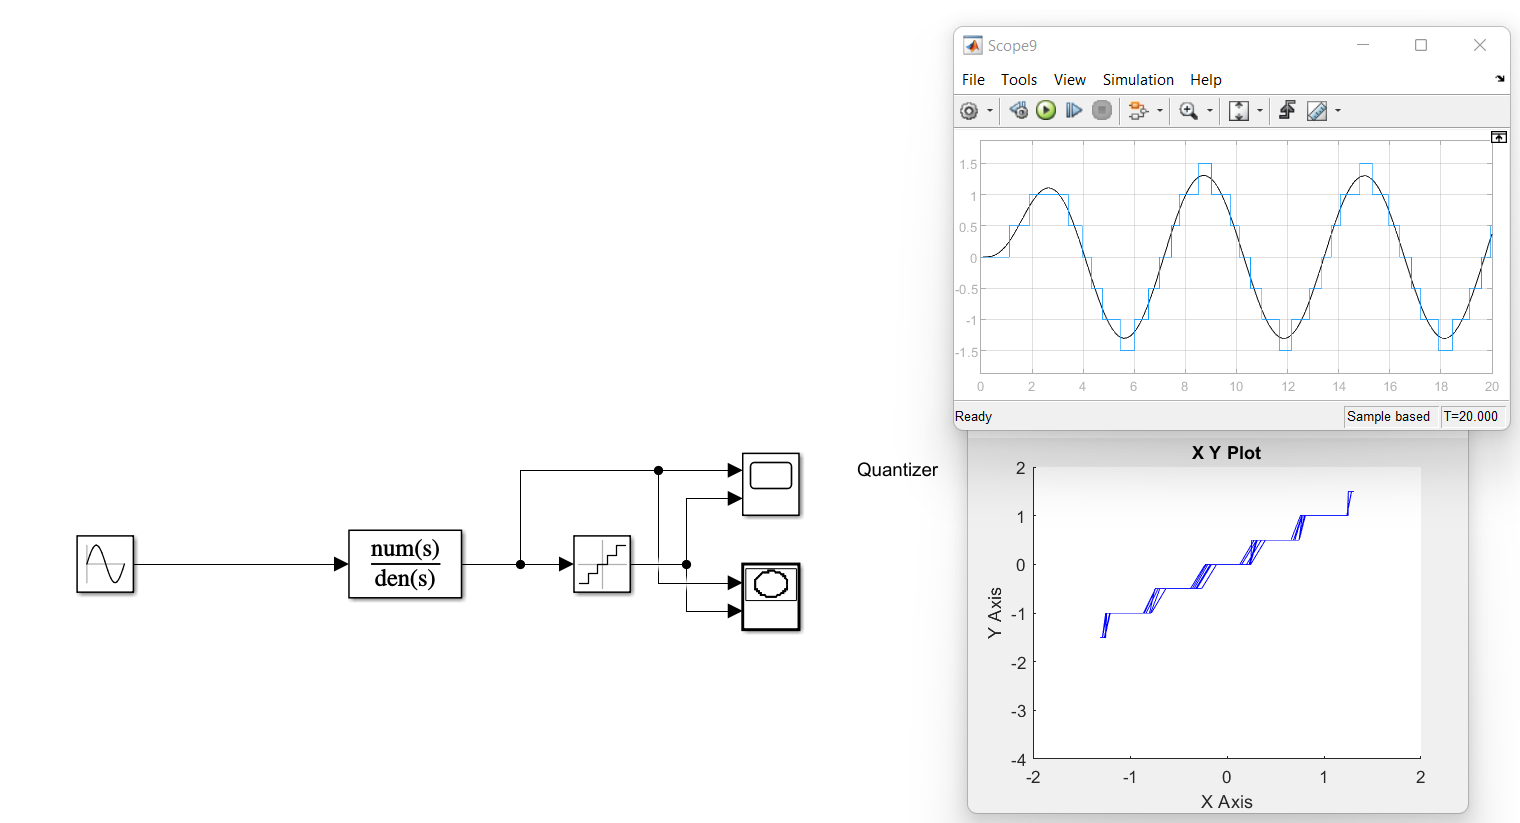 Scope9
File Tools View Simulation Help
1.5
1
0.5
0
-0.5
-1
-1.5
0 2 4 6 8 10 12 14 16 18 20
Ready Sample based T=20.000
num(s)
den(s)
Quantizer
X Y Plot
2
1
0
-1
-2
-3
-4
Y Axis
-2 -1 0 1 2
X Axis